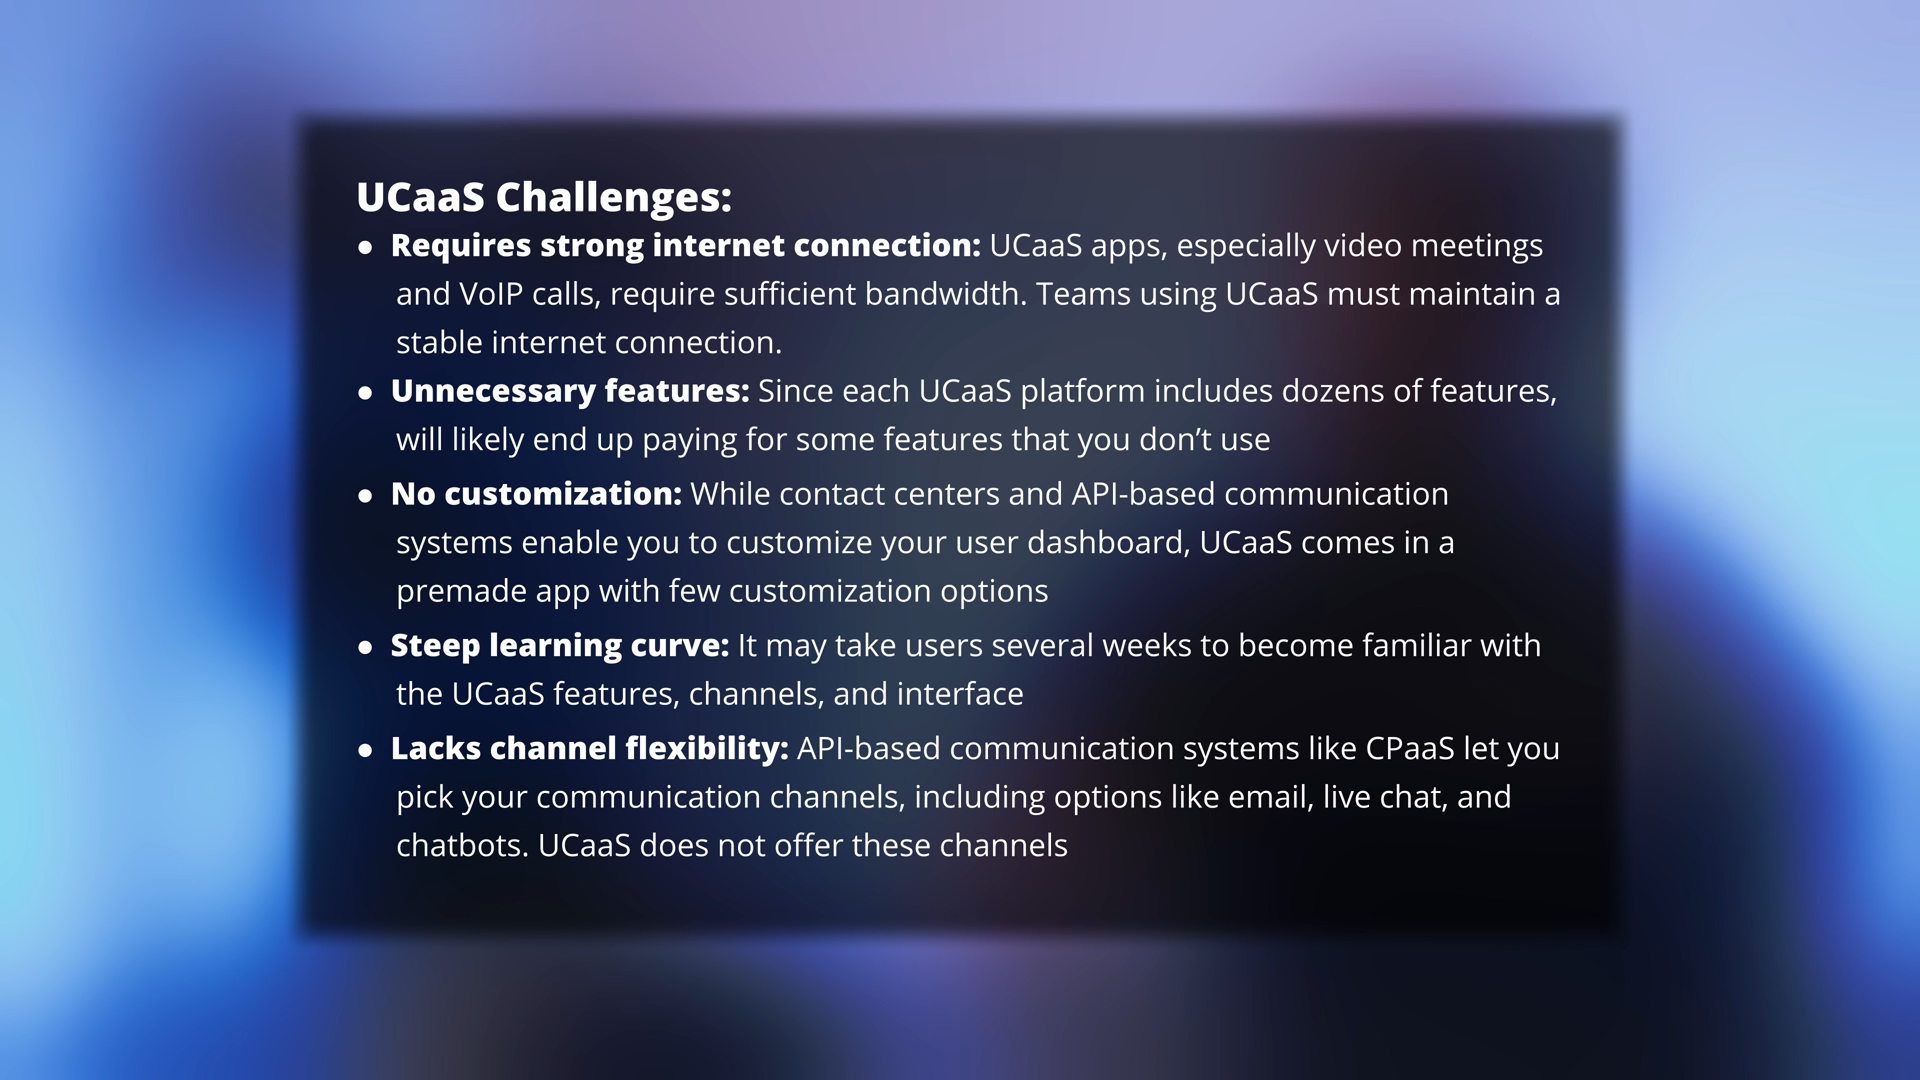 UCaaS Challenges:
● Requires strong internet connection: UCaaS apps, especially video meetings
and VoIP calls, require sufficient bandwidth. Teams using UCaaS must maintain a
stable internet connection.
● Unnecessary features: Since each UCaaS platform includes dozens of features,
will likely end up paying for some features that you don’t use
● No customization: While contact centers and API-based communication
systems enable you to customize your user dashboard, UCaaS comes in a
premade app with few customization options
● Steep learning curve: It may take users several weeks to become familiar with
the UCaaS features, channels, and interface
● Lacks channel flexibility: API-based communication systems like CPaaS let you
pick your communication channels, including options like email, live chat, and
chatbots. UCaaS does not offer these channels